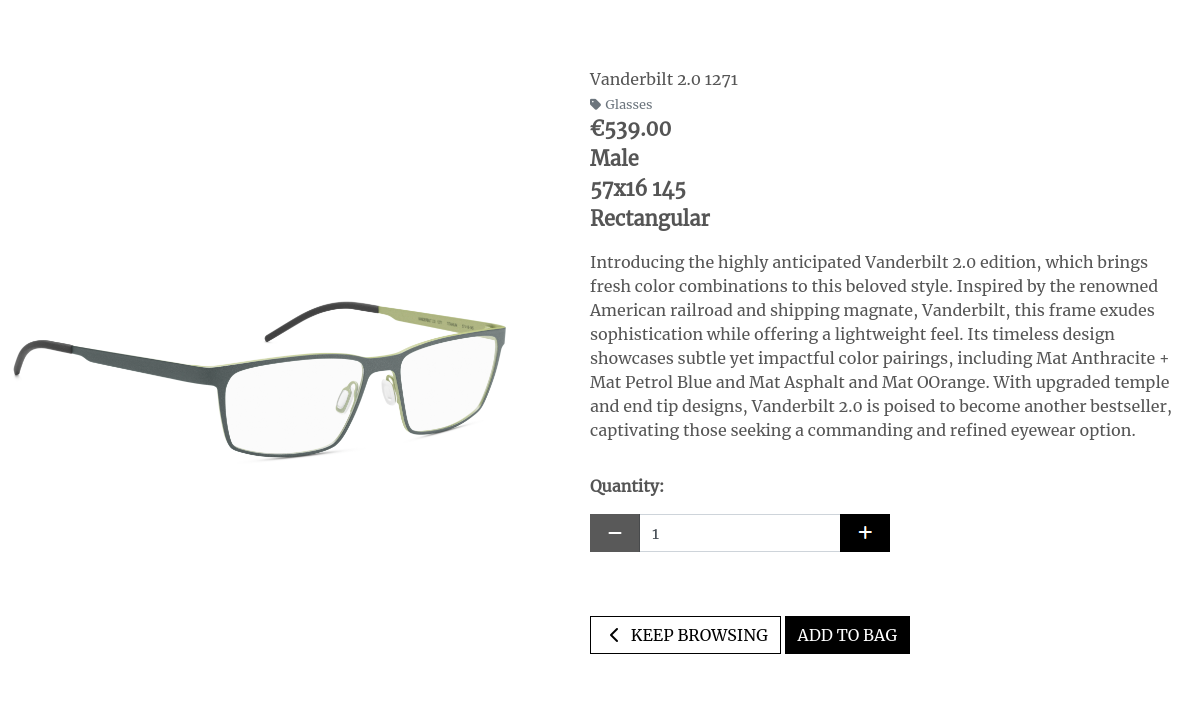 Vanderbilt 2.0 1271
Glasses
€539.00
Male
57x16 145
Rectangular
Introducing the highly anticipated Vanderbilt 2.0 edition, which brings
fresh color combinations to this beloved style. Inspired by the renowned
American railroad and shipping magnate, Vanderbilt, this frame exudes
sophistication while offering a lightweight feel. Its timeless design
showcases subtle yet impactful color pairings, including Mat Anthracite +
Mat Petrol Blue and Mat Asphalt and Mat OOrange. With upgraded temple
and end tip designs, Vanderbilt 2.0 is poised to become another bestseller,
captivating those seeking a commanding and refined eyewear option.
Quantity:
− 1 +
KEEP BROWSING ADD TO BAG